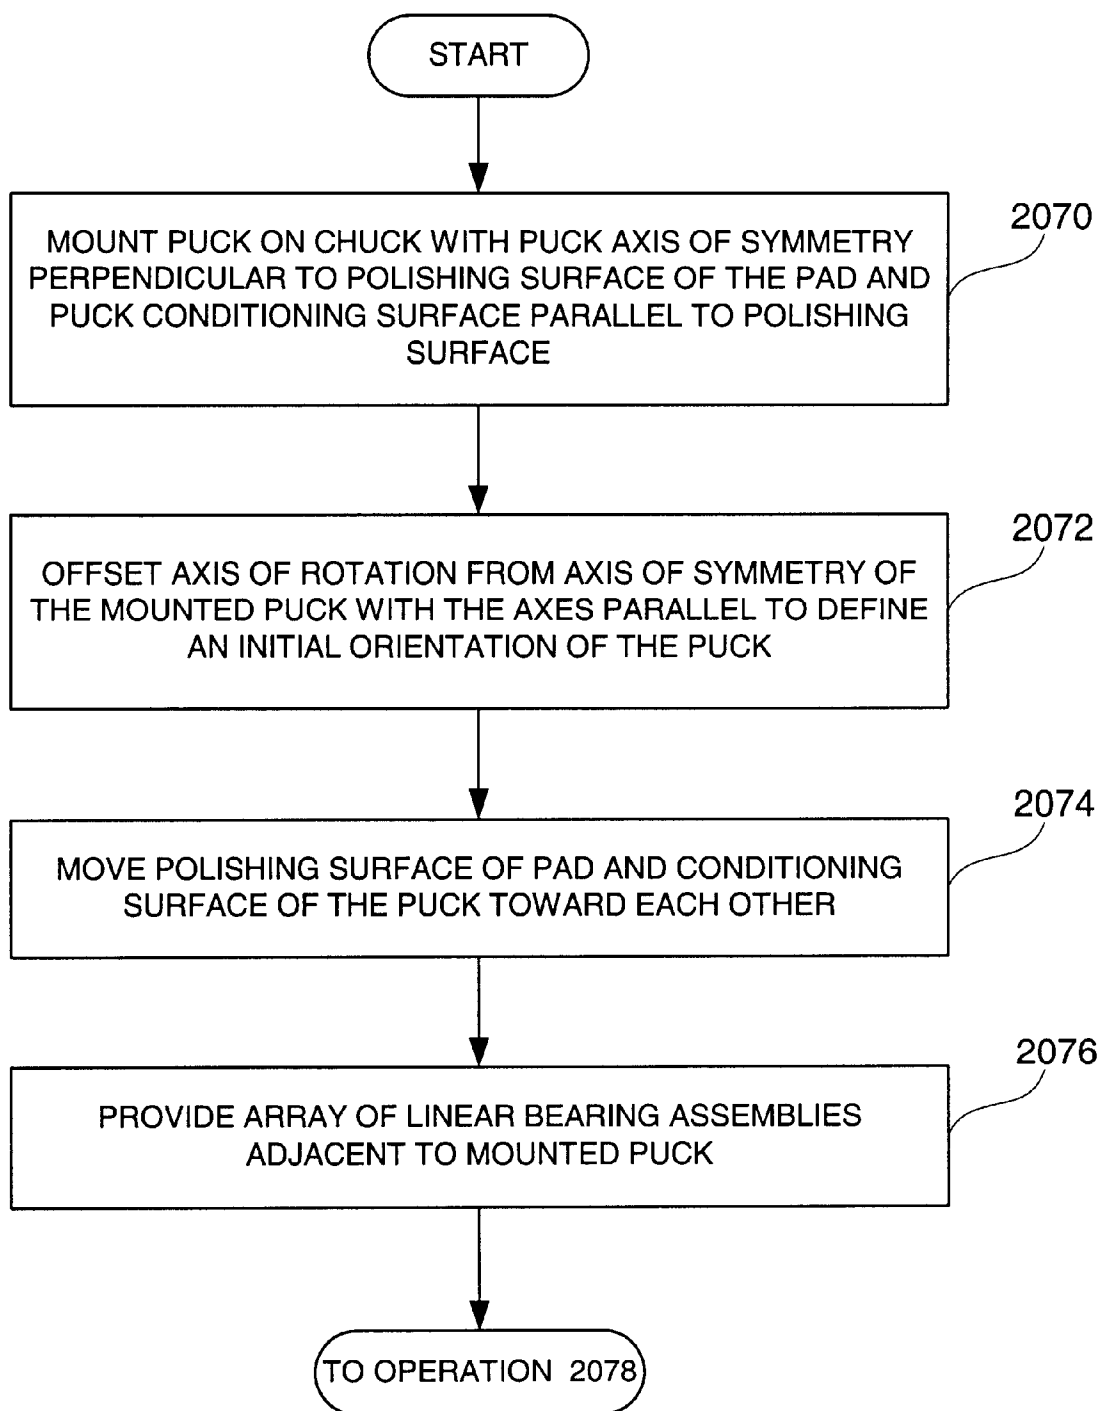 START
2070
MOUNT PUCK ON CHUCK WITH PUCK AXIS OF SYMMETRY
PERPENDICULAR TO POLISHING SURFACE OF THE PAD AND
PUCK CONDITIONING SURFACE PARALLEL TO POLISHING
SURFACE
2072
OFFSET AXIS OF ROTATION FROM AXIS OF SYMMETRY OF
THE MOUNTED PUCK WITH THE AXES PARALLEL TO DEFINE
AN INITIAL ORIENTATION OF THE PUCK
2074
MOVE POLISHING SURFACE OF PAD AND CONDITIONING
SURFACE OF THE PUCK TOWARD EACH OTHER
2076
PROVIDE ARRAY OF LINEAR BEARING ASSEMBLIES
ADJACENT TO MOUNTED PUCK
TO OPERATION 2078